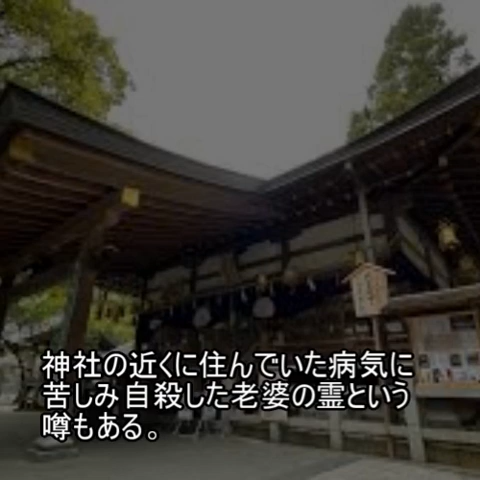 神社の近くに住んでいた病気に
苦しみ自殺した老婆の霊という
噂もある。